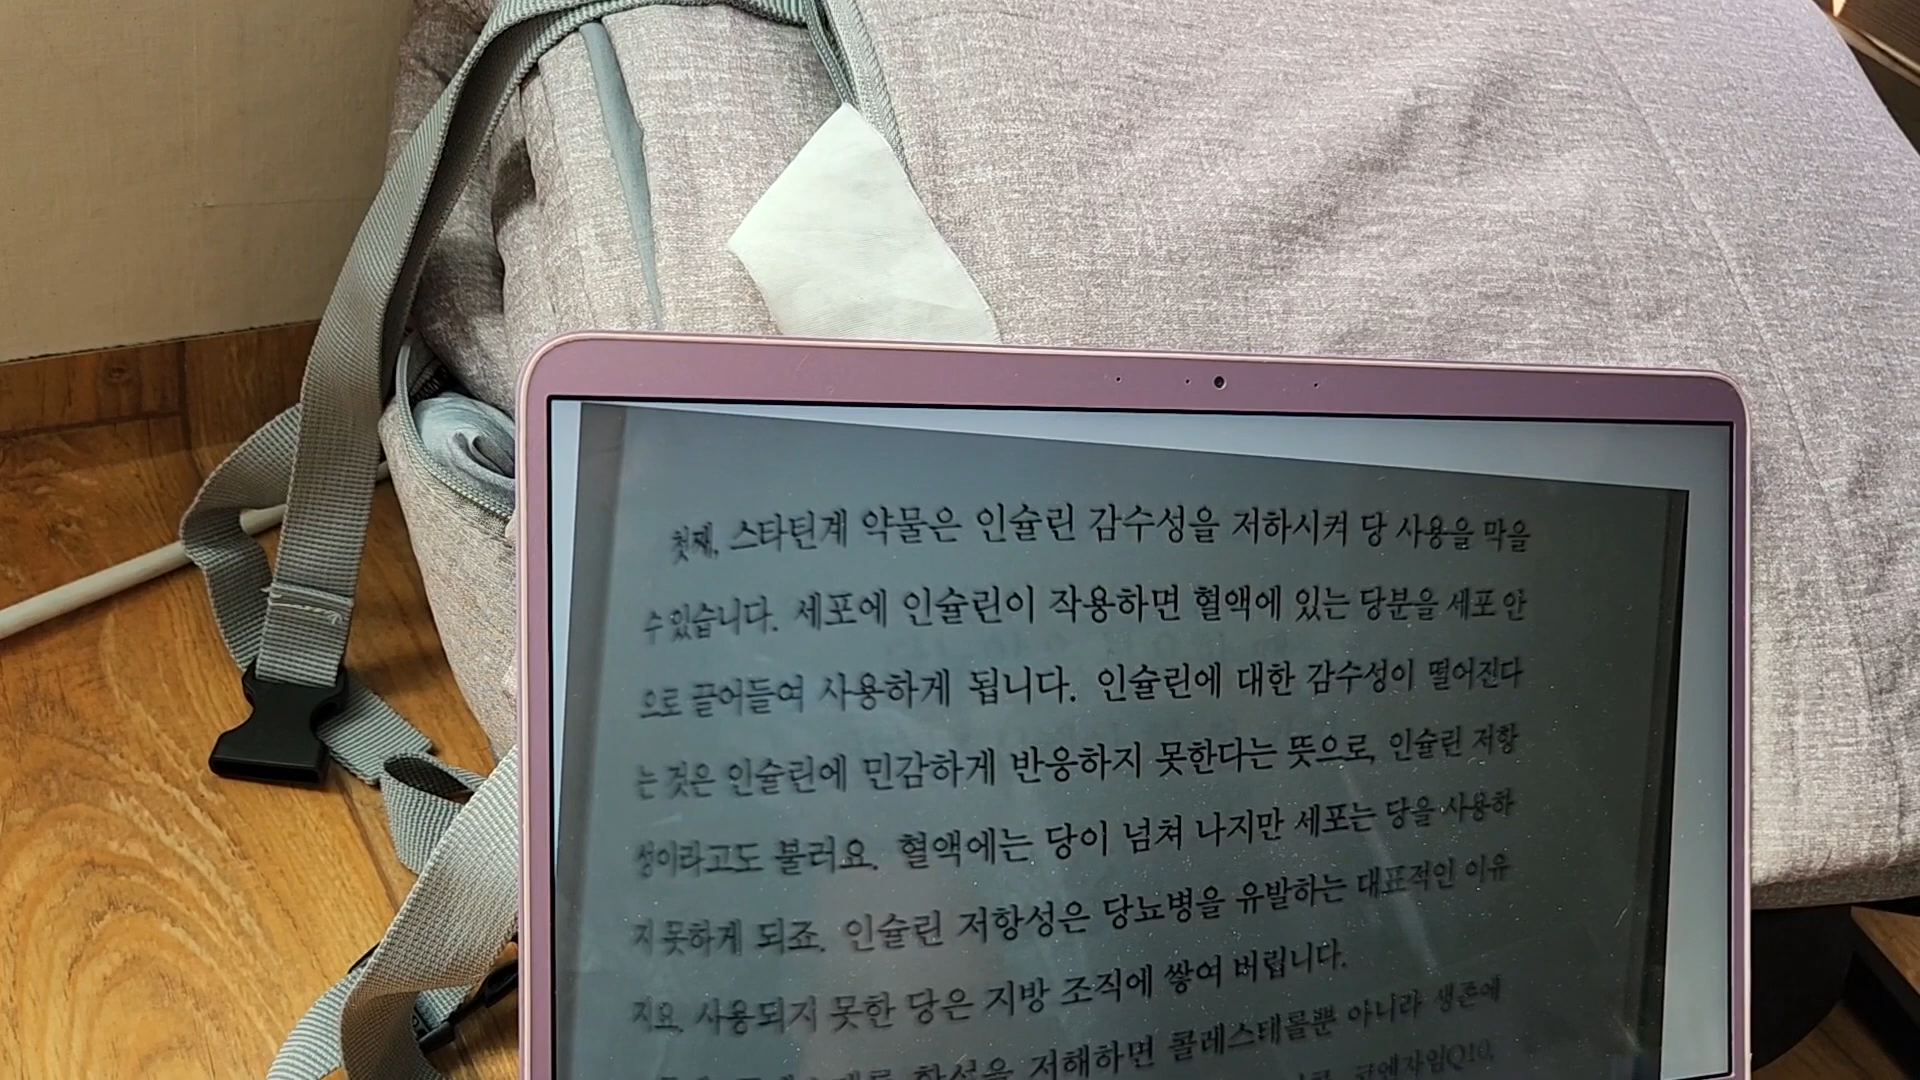 첫째, 스타틴계 약물은 인슐린 감수성을 저하시켜 당 사용을 막을
수 있습니다. 세포에 인슐린이 작용하면 혈액에 있는 당분을 세포 안
으로 끌어들여 사용하게 됩니다. 인슐린에 대한 감수성이 떨어진다
는 것은 인슐린에 민감하게 반응하지 못한다는 뜻으로, 인슐린 저항
성이라고도 불러요. 혈액에는 당이 넘쳐 나지만 세포는 당을 사용하
지 못하게 되죠. 인슐린 저항성은 당뇨병을 유발하는 대표적인 이유
지요. 사용되지 못한 당은 지방 조직에 쌓여 버립니다.
합성을 저해하면 콜레스테롤뿐 아니라 생존에
코엔자임Q10,